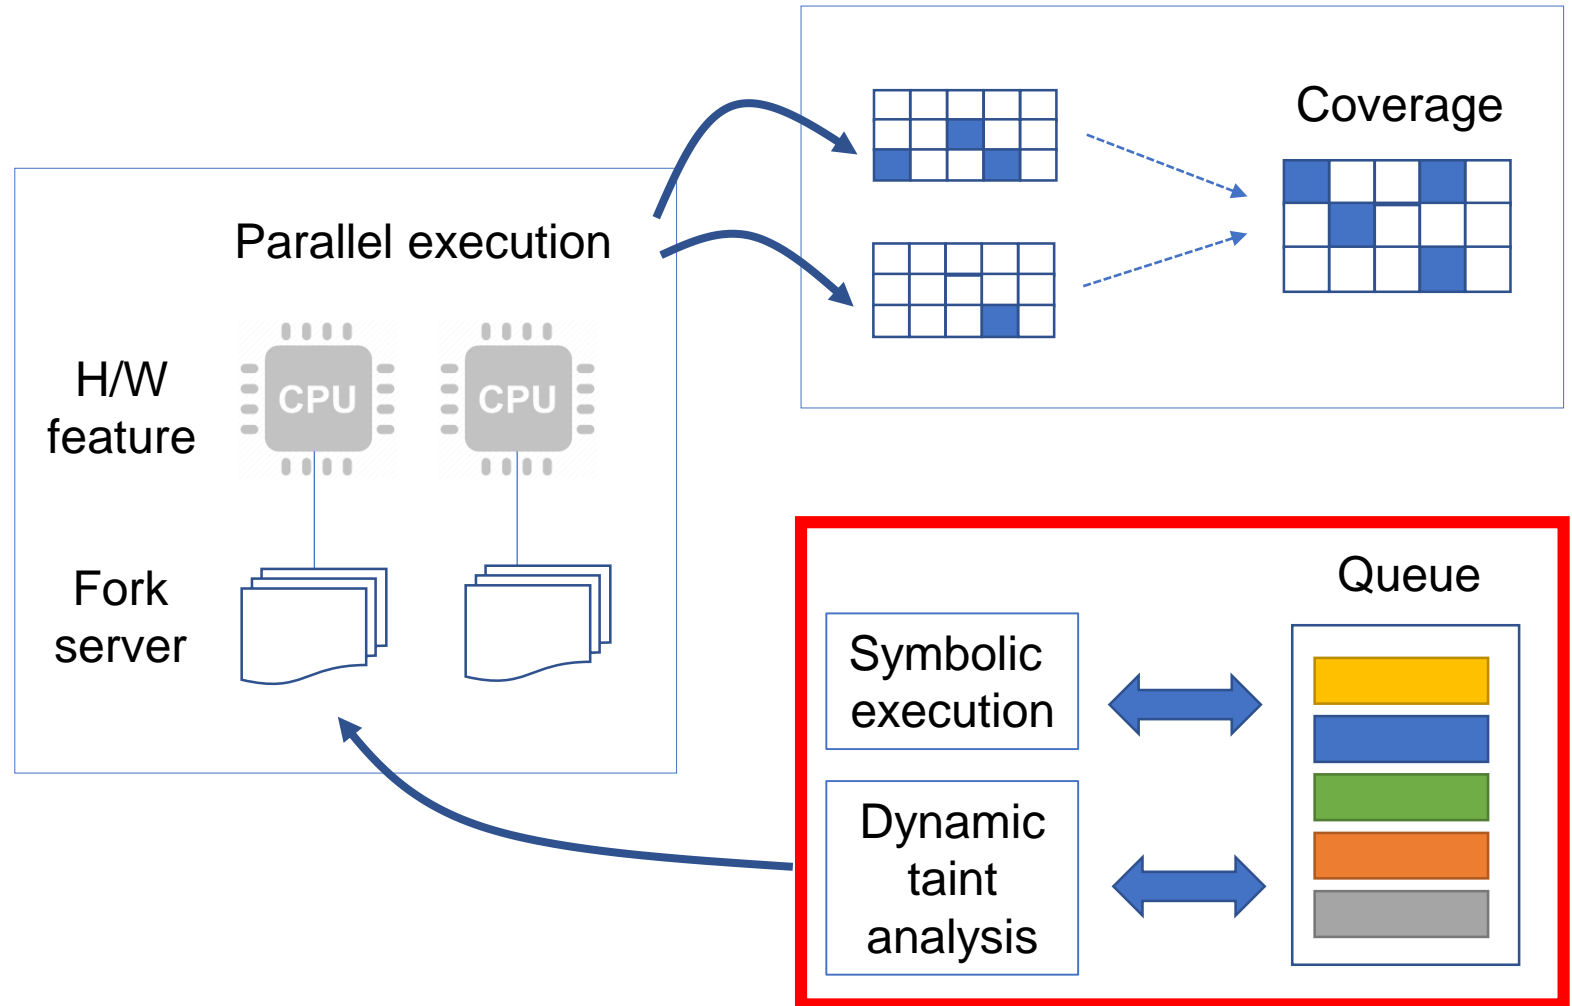 Coverage
Parallel execution
H/W
feature
CPU
CPU
Fork
server
Queue
Symbolic
execution
Dynamic
taint
analysis